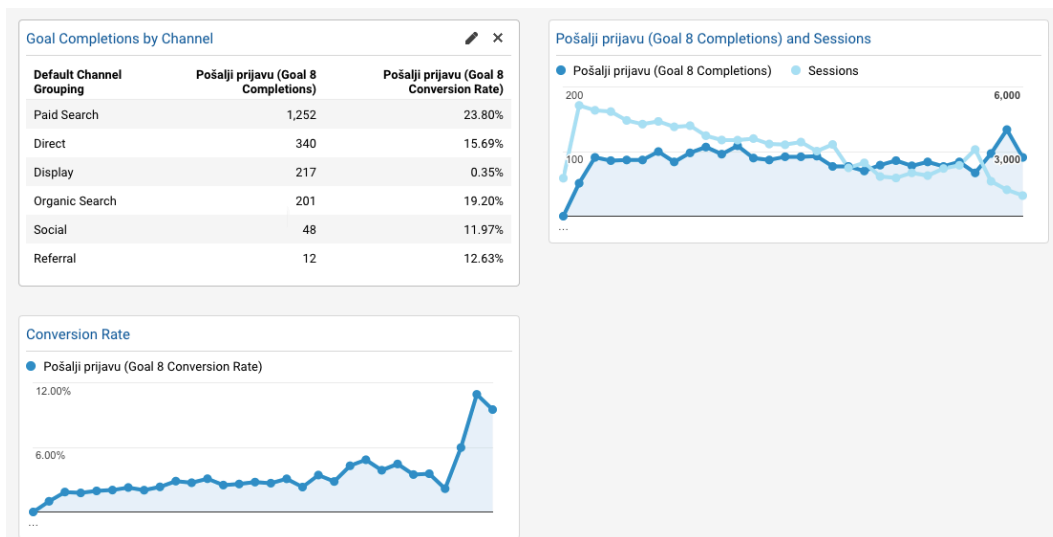 Goal Completions by Channel
Default Channel Grouping
Pošalji prijavu (Goal 8 Completions)
Pošalji prijavu (Goal 8 Conversion Rate)
Paid Search 1,252 23.80%
Direct 340 15.69%
Display 217 0.35%
Organic Search 201 19.20%
Social 48 11.97%
Referral 12 12.63%
Pošalji prijavu (Goal 8 Completions) and Sessions
Pošalji prijavu (Goal 8 Completions) Sessions
200 6,000
100 3,000
...
Conversion Rate
Pošalji prijavu (Goal 8 Conversion Rate)
12.00%
6.00%
...